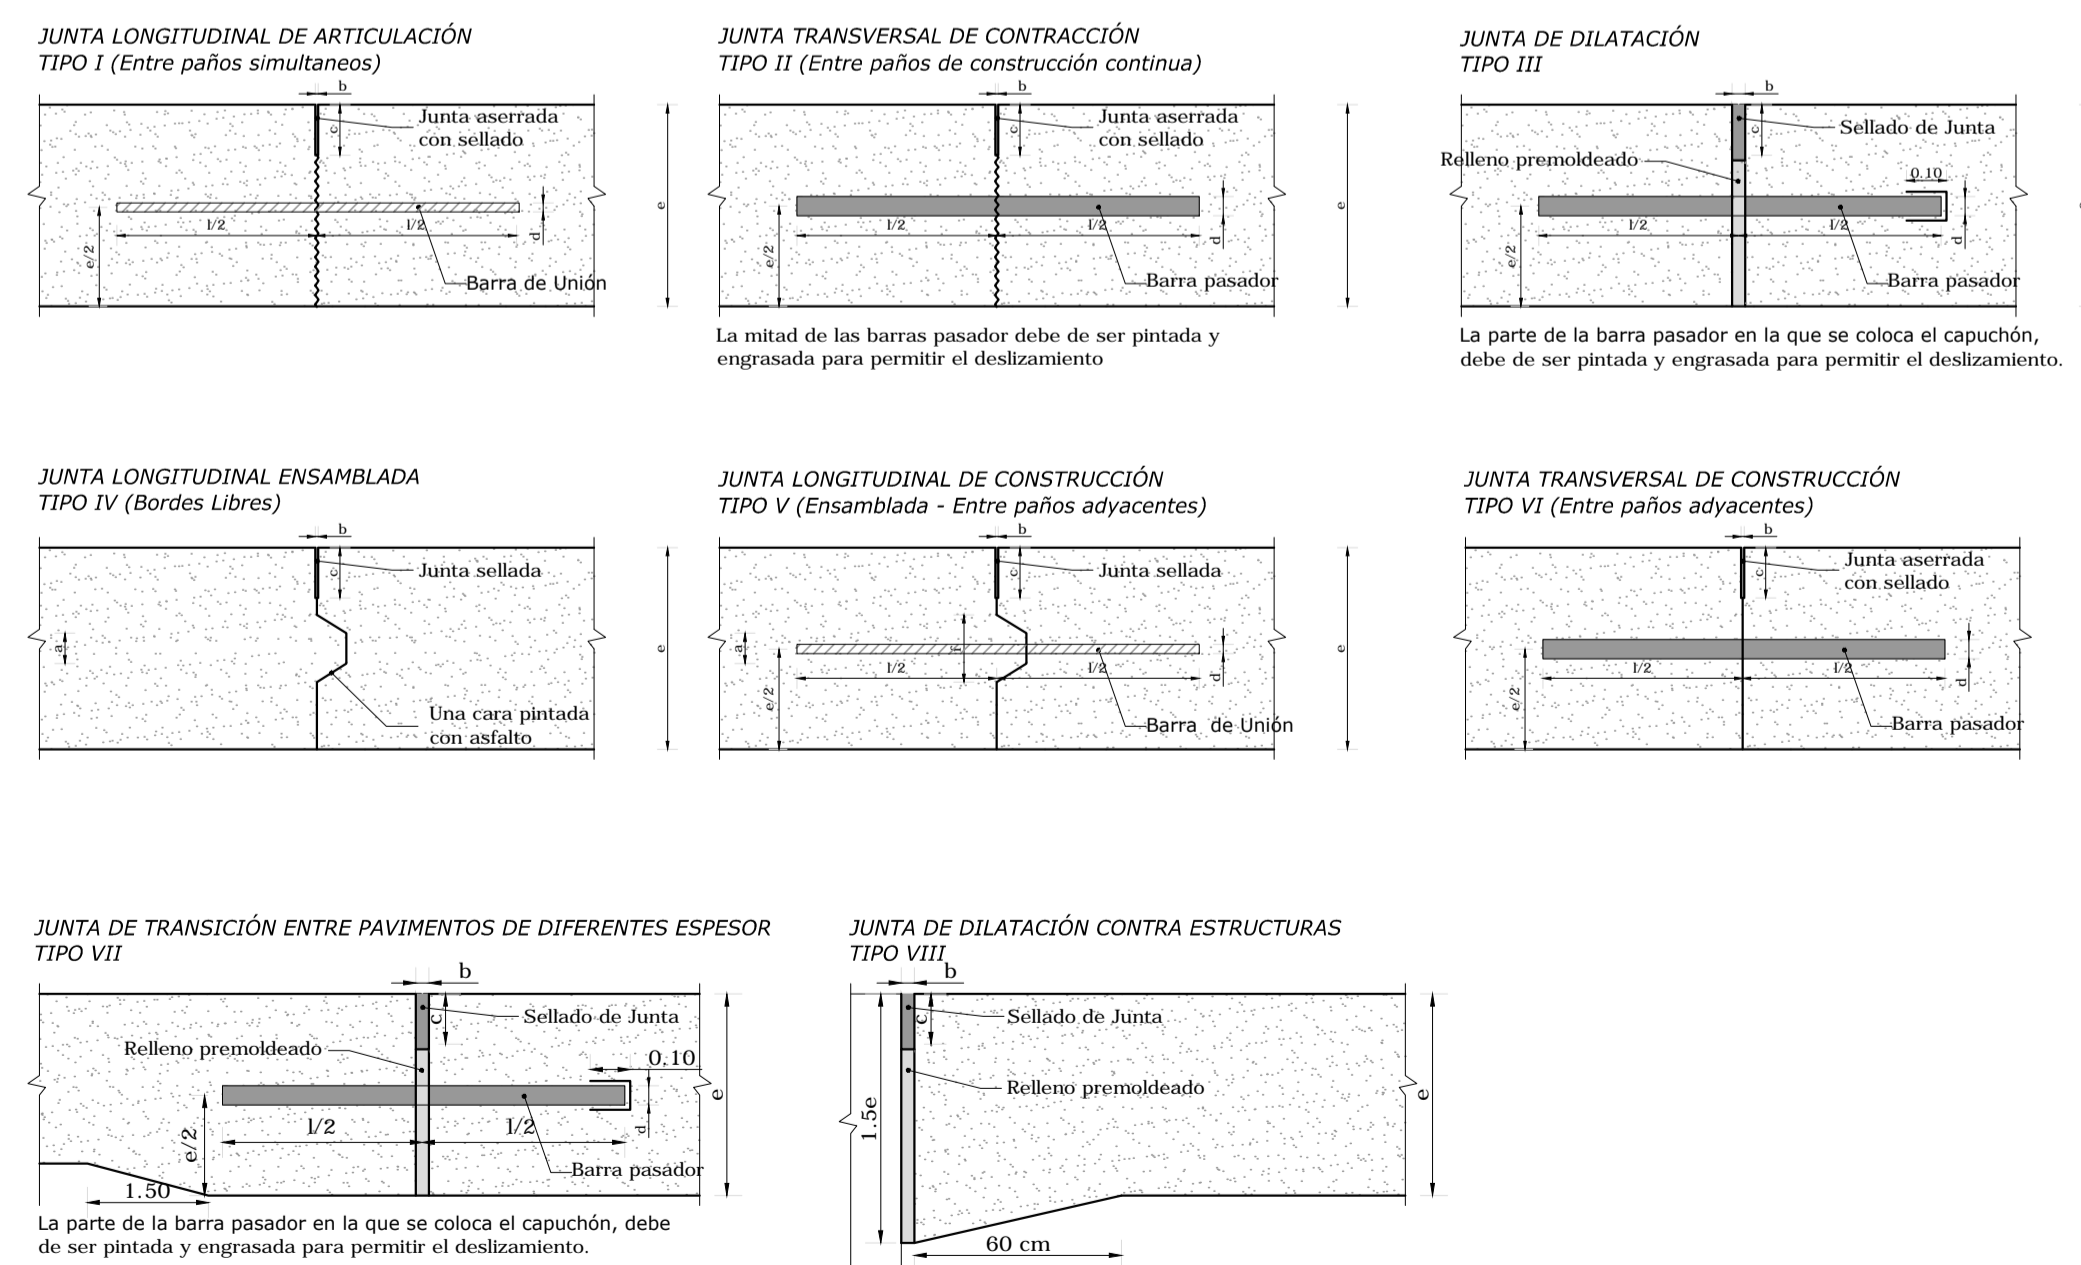 JUNTA LONGITUDINAL DE ARTICULACIÓN
TIPO I (Entre paños simultaneos)
b
Junta aserrada
con sellado
c
e
l/2
l/2
d
e/2
Barra de Unión
JUNTA TRANSVERSAL DE CONTRACCIÓN
TIPO II (Entre paños de construcción continua)
b
Junta aserrada
con sellado
c
e
l/2
l/2
d
e/2
Barra pasador
La mitad de las barras pasador debe de ser pintada y
engrasada para permitir el deslizamiento
JUNTA DE DILATACIÓN
TIPO III
b
Sellado de Junta
c
Relleno premoldeado
0.10
l/2
l/2
d
e/2
Barra pasador
La parte de la barra pasador en la que se coloca el capuchón,
debe de ser pintada y engrasada para permitir el deslizamiento.
JUNTA LONGITUDINAL ENSAMBLADA
TIPO IV (Bordes Libres)
b
Junta sellada
c
a
e
Una cara pintada
con asfalto
JUNTA LONGITUDINAL DE CONSTRUCCIÓN
TIPO V (Ensamblada - Entre paños adyacentes)
b
Junta sellada
c
a
e
l/2
l/2
d
e/2
Barra de Unión
JUNTA TRANSVERSAL DE CONSTRUCCIÓN
TIPO VI (Entre paños adyacentes)
b
Junta aserrada
con sellado
c
l/2
l/2
d
e/2
Barra pasador
JUNTA DE TRANSICIÓN ENTRE PAVIMENTOS DE DIFERENTES ESPESOR
TIPO VII
b
Sellado de Junta
c
Relleno premoldeado
0.10
e
l/2
l/2
d
e/2
Barra pasador
1.50
La parte de la barra pasador en la que se coloca el capuchón, debe
de ser pintada y engrasada para permitir el deslizamiento.
JUNTA DE DILATACIÓN CONTRA ESTRUCTURAS
TIPO VIII
b
Sellado de Junta
c
Relleno premoldeado
e
1.5e
60 cm